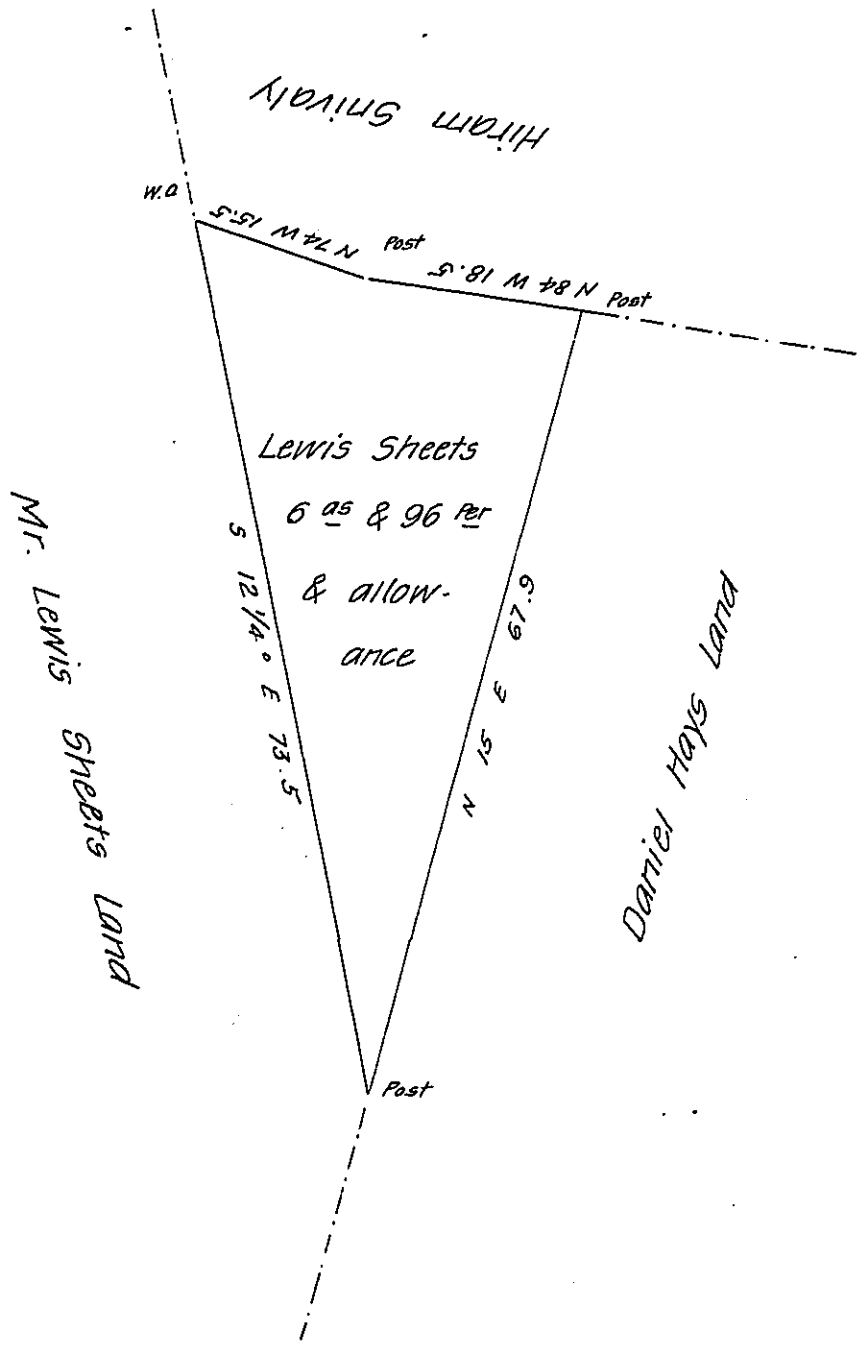 Hiram Snivaly
W.O
N 74 W 15.5
Post
N 84 W 18.5
Post
Lewis Sheets
6 as & 96 Per
& allow-
ance
S 12 1/4° E 73.5
N 15 E 67.9
Mr. Lewis Sheets Land
Daniel Hays Land
Post